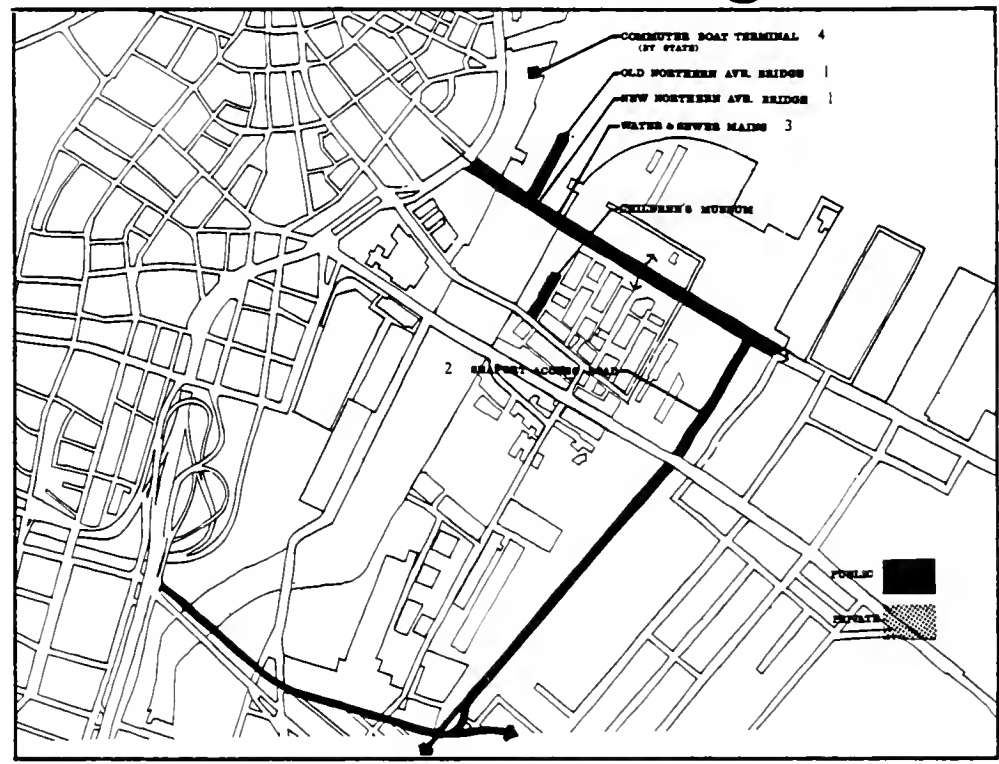 COMMUTER BOAT TERMINAL 4
(BY STATE)
OLD NORTHERN AVE. BRIDGE 1
NEW NORTHERN AVE. BRIDGE 1
WATER & SEWER MAINS 3
CHILDREN'S MUSEUM
2 SEAPORT ACCESS ROAD
PUBLIC
PRIVATE